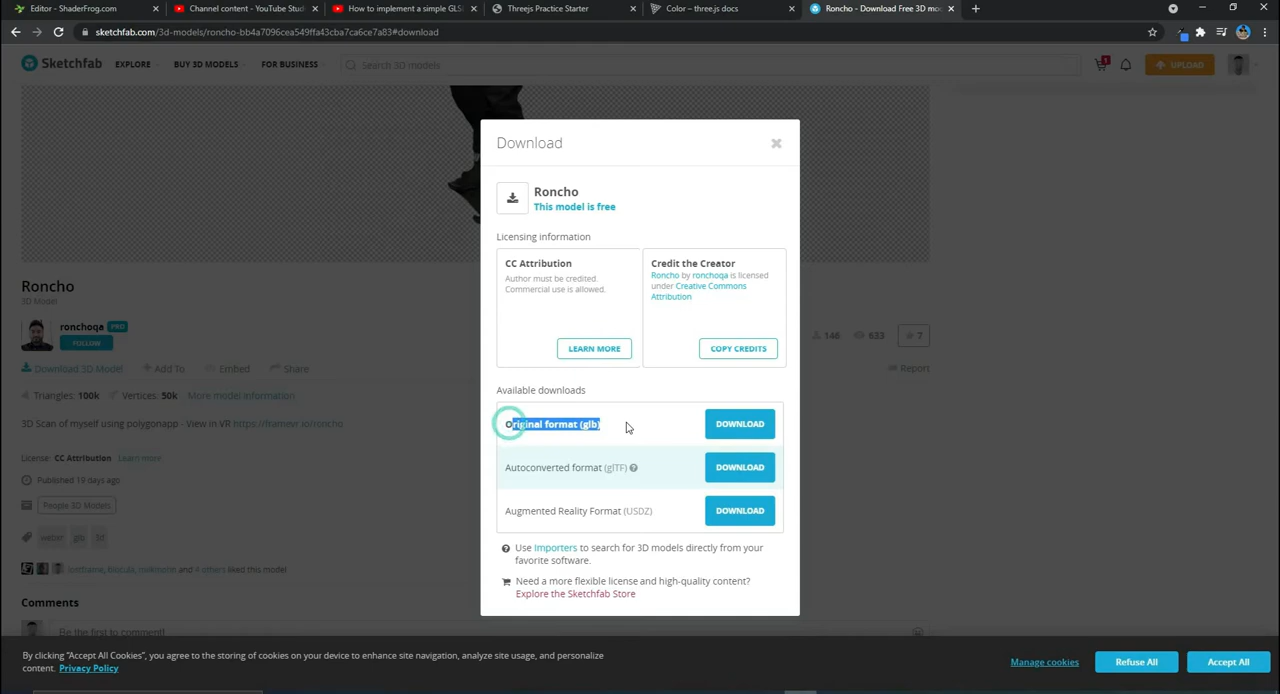 Editor - ShaderFrog.com
Channel content - YouTube Stud
How to implement a simple GLS
Threejs Practice Starter
Color – three.js docs
Roncho - Download Free 3D mo
sketchfab.com/3d-models/roncho-bb4a7096cea549ffa43cba7ca6ce7a83#download
Sketchfab
EXPLORE
BUY 3D MODELS
FOR BUSINESS
Search 3D models
1
UPLOAD
Download
Roncho
This model is free
Licensing information
CC Attribution
Author must be credited.
Commercial use is allowed.
LEARN MORE
Credit the Creator
Roncho by ronchoqa is licensed
under Creative Commons
Attribution
COPY CREDITS
Available downloads
Original format (glb)
DOWNLOAD
Autoconverted format (glTF)
DOWNLOAD
Augmented Reality Format (USDZ)
DOWNLOAD
Use Importers to search for 3D models directly from your
favorite software.
Need a more flexible license and high-quality content?
Explore the Sketchfab Store
Roncho
3D Model
ronchoqa PRO
FOLLOW
146
633
7
Download 3D Model
Add To
Embed
Share
Report
Triangles: 100k
Vertices: 50k
More model information
3D Scan of myself using polygonapp - View in VR
License: CC Attribution
Learn more
Published 19 days ago
People 3D Models
glb
and 4 others liked this model
Comments
Be the first to comment!
By clicking “Accept All Cookies”, you agree to the storing of cookies on your device to enhance site navigation, analyze site usage, and personalize
content. Privacy Policy
Manage cookies
Refuse All
Accept All